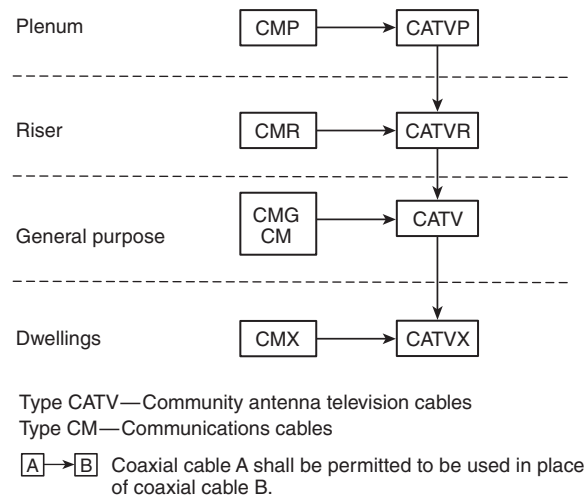 Plenum CMP CATVP
Riser CMR CATVR
General purpose CMG CM CATV
Dwellings CMX CATVX
Type CATV—Community antenna television cables
Type CM—Communications cables
A B Coaxial cable A shall be permitted to be used in place
of coaxial cable B.